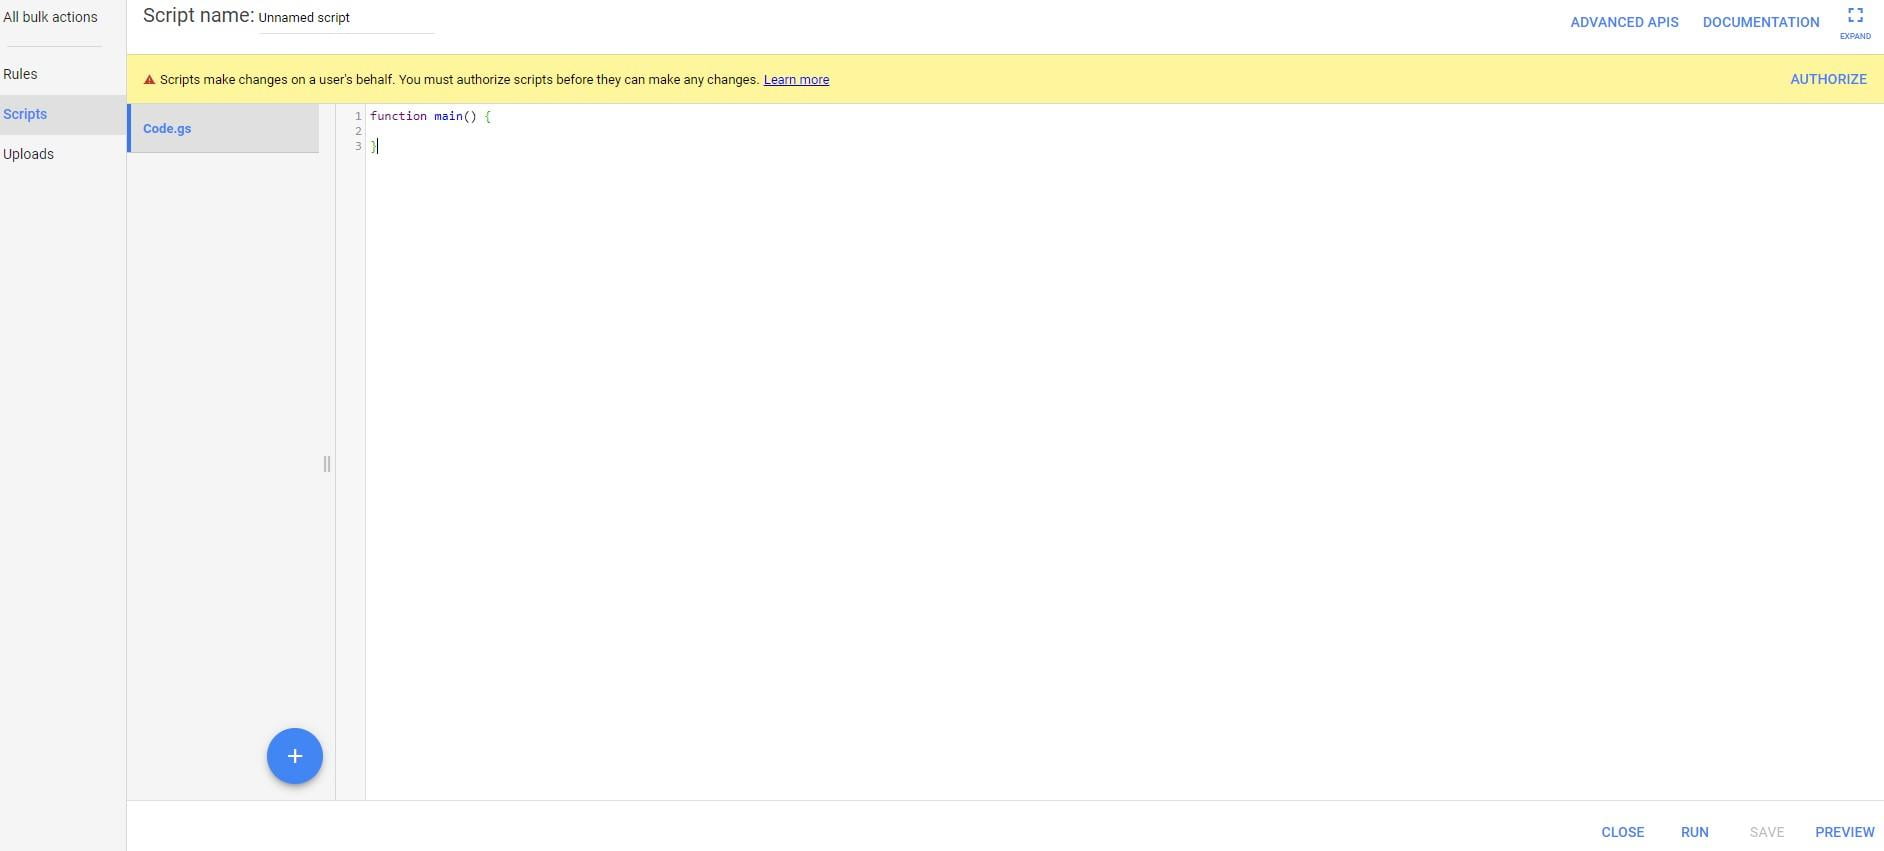 All bulk actions
Script name: Unnamed script
ADVANCED APIS
DOCUMENTATION
EXPAND
Rules
Scripts make changes on a user's behalf. You must authorize scripts before they can make any changes. Learn more
AUTHORIZE
Scripts
Uploads
Code.gs
1 function main() {
2
3 }
+
CLOSE
RUN
SAVE
PREVIEW